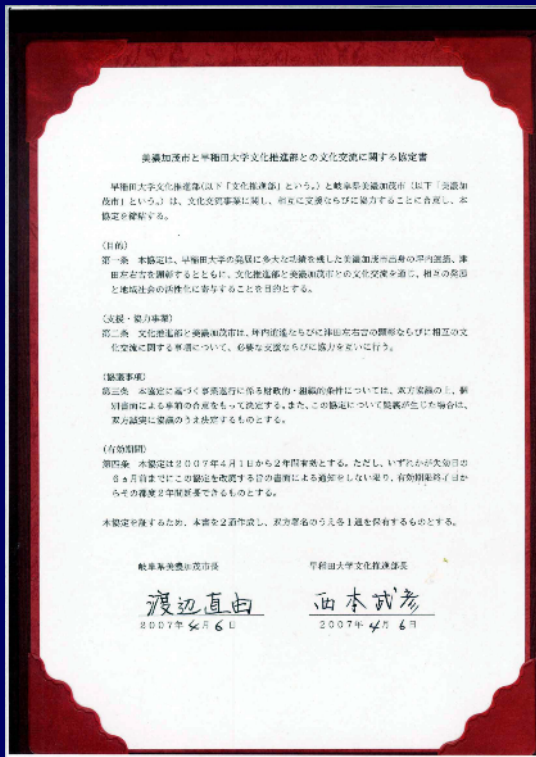 美濃加茂市と早稲田大学文化推進部との文化交流に関する協定書
早稲田大学文化推進部(以下「文化推進部」という。)と岐阜県美濃加茂市(以下「美濃加
茂市」という。)は、文化交流事業に関し、相互に支援ならびに協力することに合意し、本
協定を締結する。
(目的)
第一条 本協定は、早稲田大学の発展に多大な功績を残した美濃加茂市出身の坪内逍遥、津
田左右吉を顕彰するとともに、文化推進部と美濃加茂市との文化交流を通じ、相互の発展
と地域社会の活性化に寄与することを目的とする。
(支援・協力事業)
第二条 文化推進部と美濃加茂市は、坪内逍遥ならびに津田左右吉の顕彰ならびに相互の文
化交流に関する事項について、必要な支援ならびに協力を互いに行う。
(協議事項)
第三条 本協定に基づく事業遂行に係る財政的・組織的条件については、双方協議の上、個
別書面による事前の合意をもって決定する。また、この協定について疑義が生じた場合は、
双方誠実に協議のうえ決定するものとする。
(有効期間)
第四条 本協定は2007年4月1日から2年間有効とする。ただし、いずれかが失効日の
6ヵ月前までにこの協定を改廃する旨の書面による通知をしない限り、有効期限終了日か
らその都度2年間延長できるものとする。
本協定を証するため、本書を2通作成し、双方署名のうえ各1通を保有するものとする。
岐阜県美濃加茂市長
早稲田大学文化推進部長
渡辺直由
西本武彦
2007年4月6日
2007年4月6日